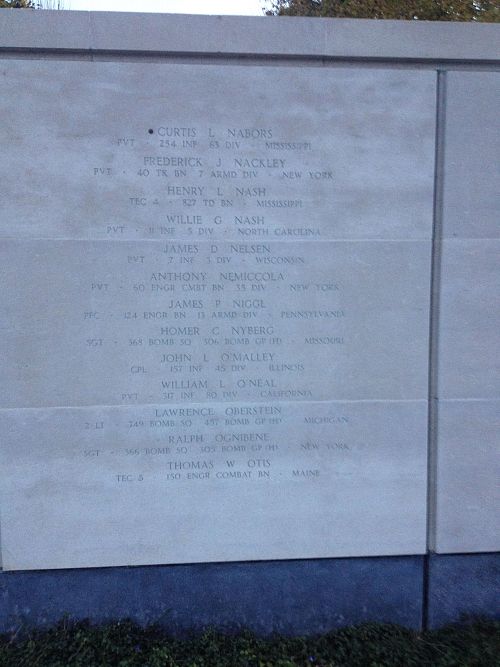 • CURTIS L NABORS
PVT · 254 INF 63 DIV · MISSISSIPPI
FREDERICK J NACKLEY
PVT · 40 TK BN 7 ARMD DIV · NEW YORK
HENRY L NASH
TEC 4 · 827 TD BN · MISSISSIPPI
WILLIE G NASH
PVT · 11 INF 5 DIV · NORTH CAROLINA
JAMES D NELSEN
PVT · 7 INF 3 DIV · WISCONSIN
ANTHONY NEMICCOLA
PVT · 60 ENGR CMBT BN 35 DIV · NEW YORK
JAMES P NIGGL
PFC · 124 ENGR BN 13 ARMD DIV · PENNSYLVANIA
HOMER C NYBERG
SGT · 368 BOMB SQ 306 BOMB GP (H) · MISSOURI
JOHN L O'MALLEY
CPL · 157 INF 45 DIV · ILLINOIS
WILLIAM L O'NEAL
PVT · 317 INF 80 DIV · CALIFORNIA
LAWRENCE OBERSTEIN
2 LT · 749 BOMB SQ 457 BOMB GP (H) · MICHIGAN
RALPH OGNIBENE
SGT · 366 BOMB SQ 305 BOMB GP (H) · NEW YORK
THOMAS W OTIS
TEC 5 · 150 ENGR COMBAT BN · MAINE